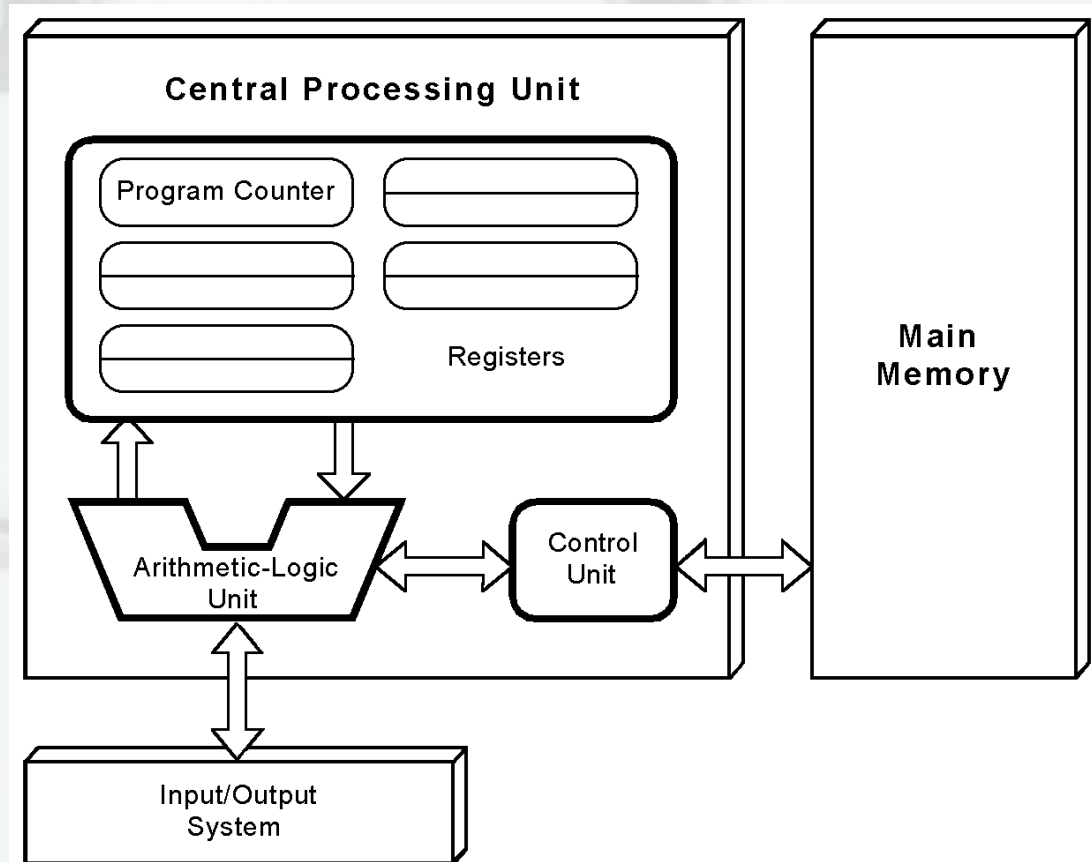 Central Processing Unit
Program Counter
Registers
Main
Memory
Arithmetic-Logic
Unit
Control
Unit
Input/Output
System